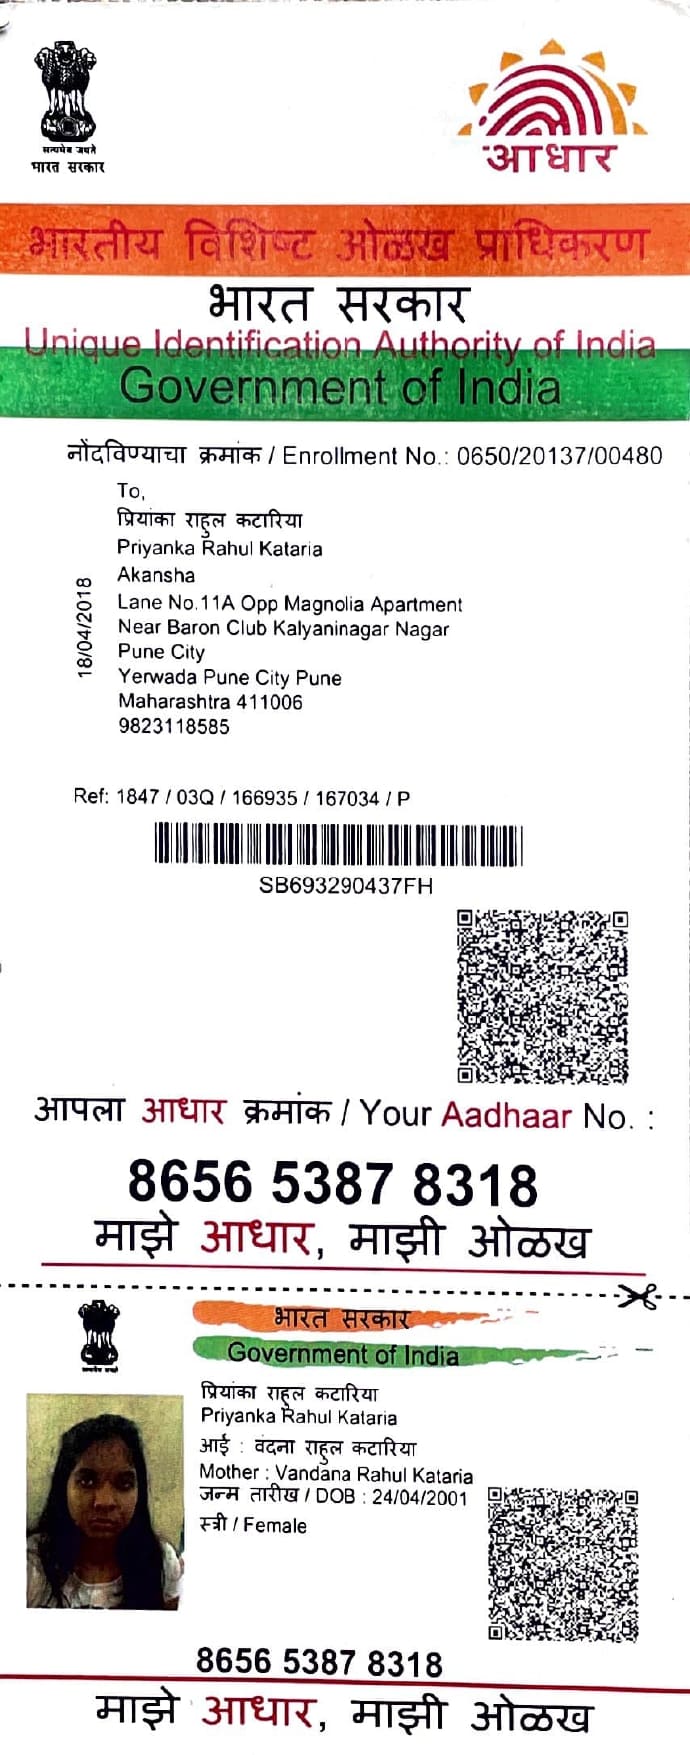 सत्यमेव जयते
भारत सरकार
आधार
भारतीय विशिष्ट ओळख प्राधिकरण
भारत सरकार
Unique Identification Authority of India
Government of India
नोंदविण्याचा क्रमांक / Enrollment No.: 0650/20137/00480
To,
प्रियांका राहुल कटारिया
Priyanka Rahul Kataria
Akansha
Lane No.11A Opp Magnolia Apartment
Near Baron Club Kalyaninagar Nagar
Pune City
Yerwada Pune City Pune
Maharashtra 411006
9823118585
18/04/2018
Ref: 1847 / 03Q / 166935 / 167034 / P
SB693290437FH
आपला आधार क्रमांक / Your Aadhaar No. :
8656 5387 8318
माझे आधार, माझी ओळख
भारत सरकार
Government of India
प्रियांका राहुल कटारिया
Priyanka Rahul Kataria
आई : वंदना राहुल कटारिया
Mother : Vandana Rahul Kataria
जन्म तारीख / DOB : 24/04/2001
स्त्री / Female
8656 5387 8318
माझे आधार, माझी ओळख